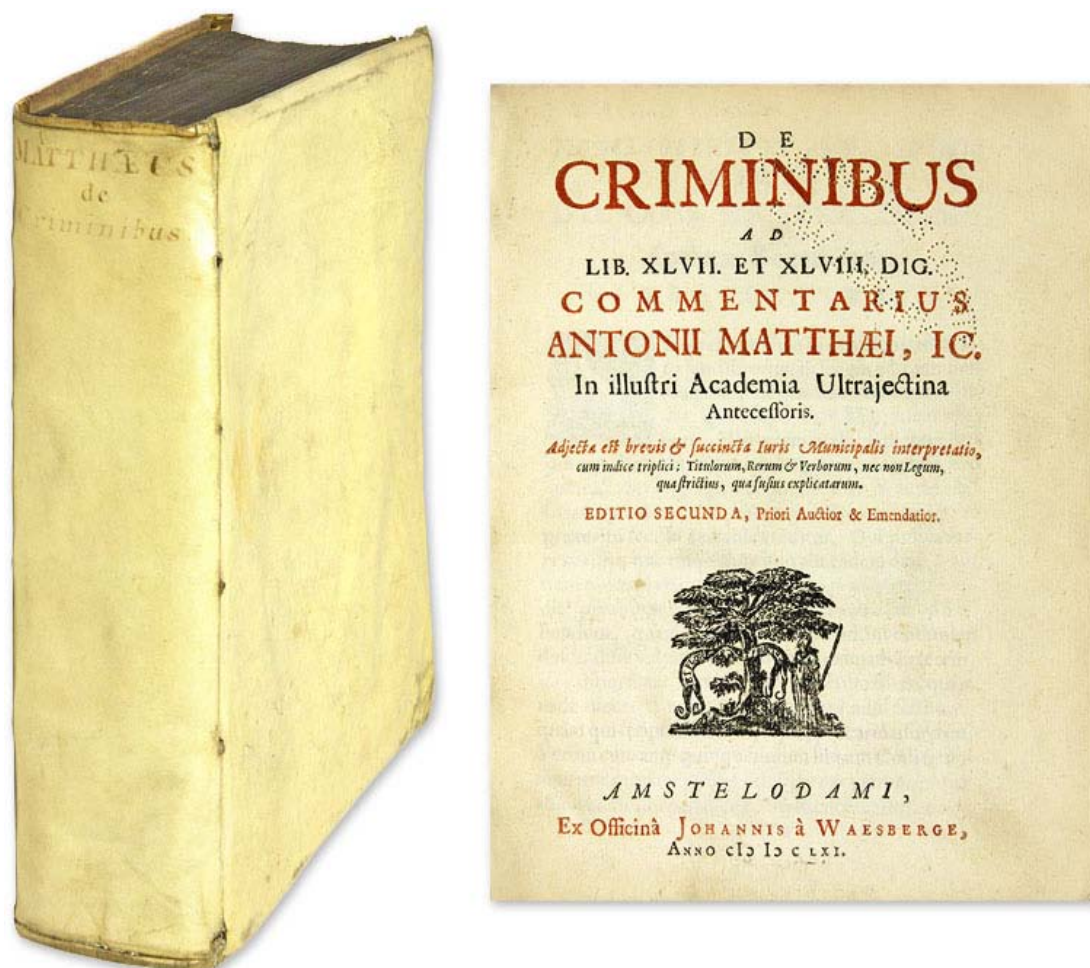 MATTHÆUS
de
Criminibus
DE
CRIMINIBUS
AD
LIB. XLVII. ET XLVIII. DIG.
COMMENTARIUS
ANTONII MATTHÆI, IC.
In illuſtri Academia Ultrajectina
Anteceſſoris.
Adjecta eſt brevis & ſuccincta Iuris Municipalis interpretatio,
cum indice triplici; Titulorum, Rerum & Verborum, nec non Legum,
qua ſtrictius, qua fuſius explicatarum.
EDITIO SECUNDA, Priori Auctior & Emendatior.
AMSTELODAMI,
Ex Officinâ JOHANNIS à WAESBERGE,
ANNO cIɔ Iɔ c LXI.